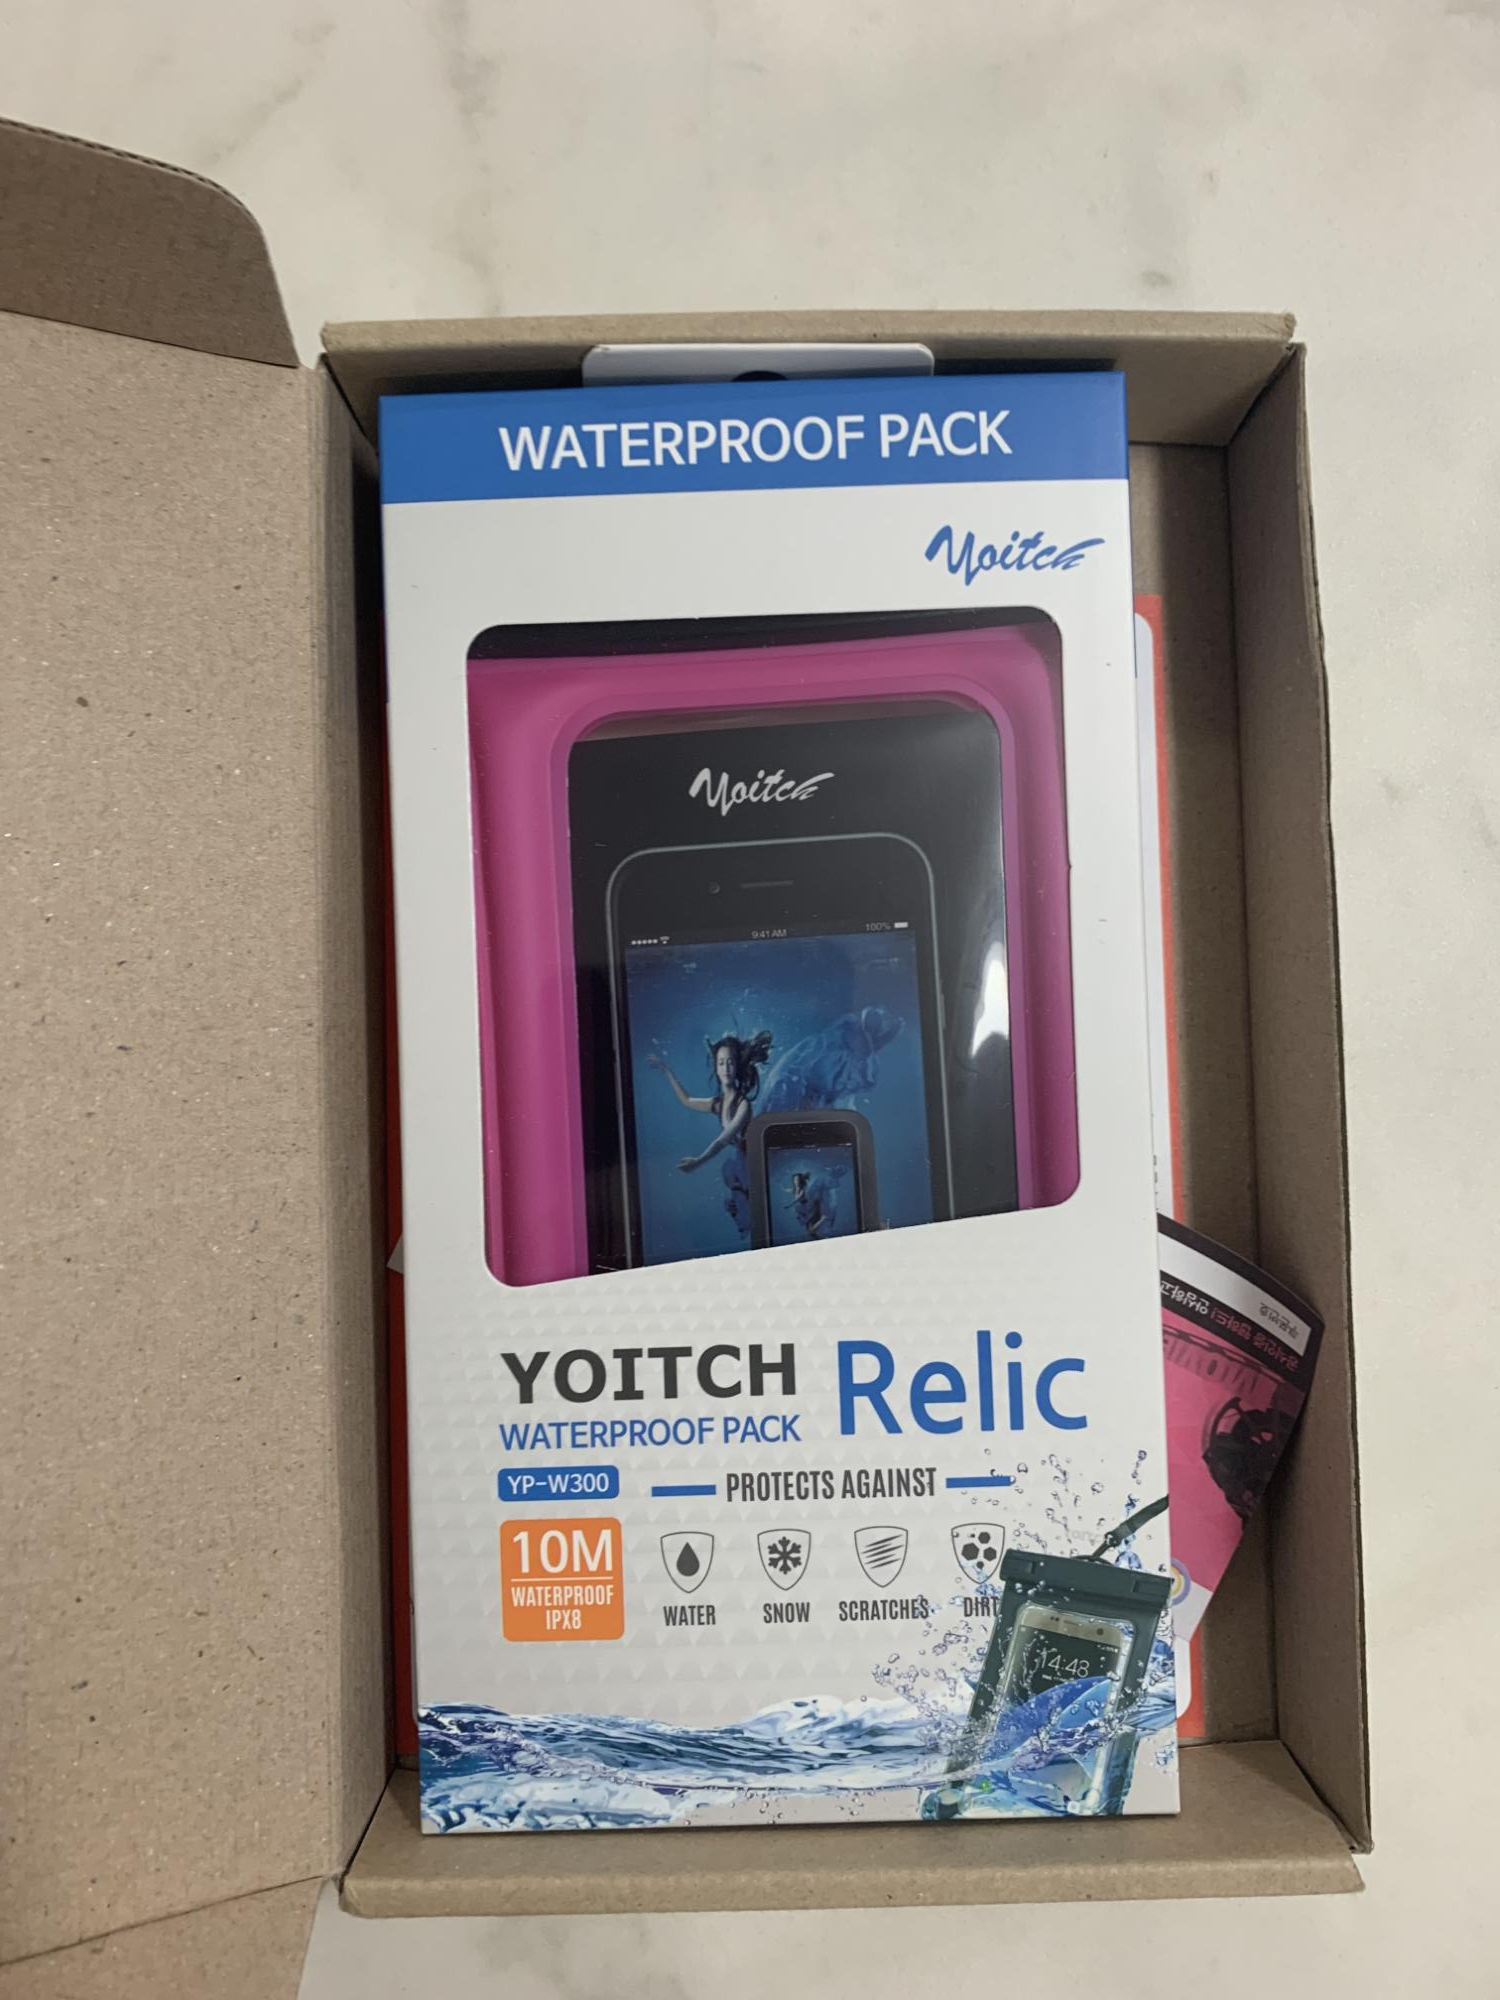 WATERPROOF PACK
Yoitch
Yoitch
9:41 AM
100%
YOITCH
Relic
WATERPROOF PACK
YP-W300
PROTECTS AGAINST
10M
WATERPROOF
IPX8
WATER
SNOW
SCRATCHES
DIRT
14:48